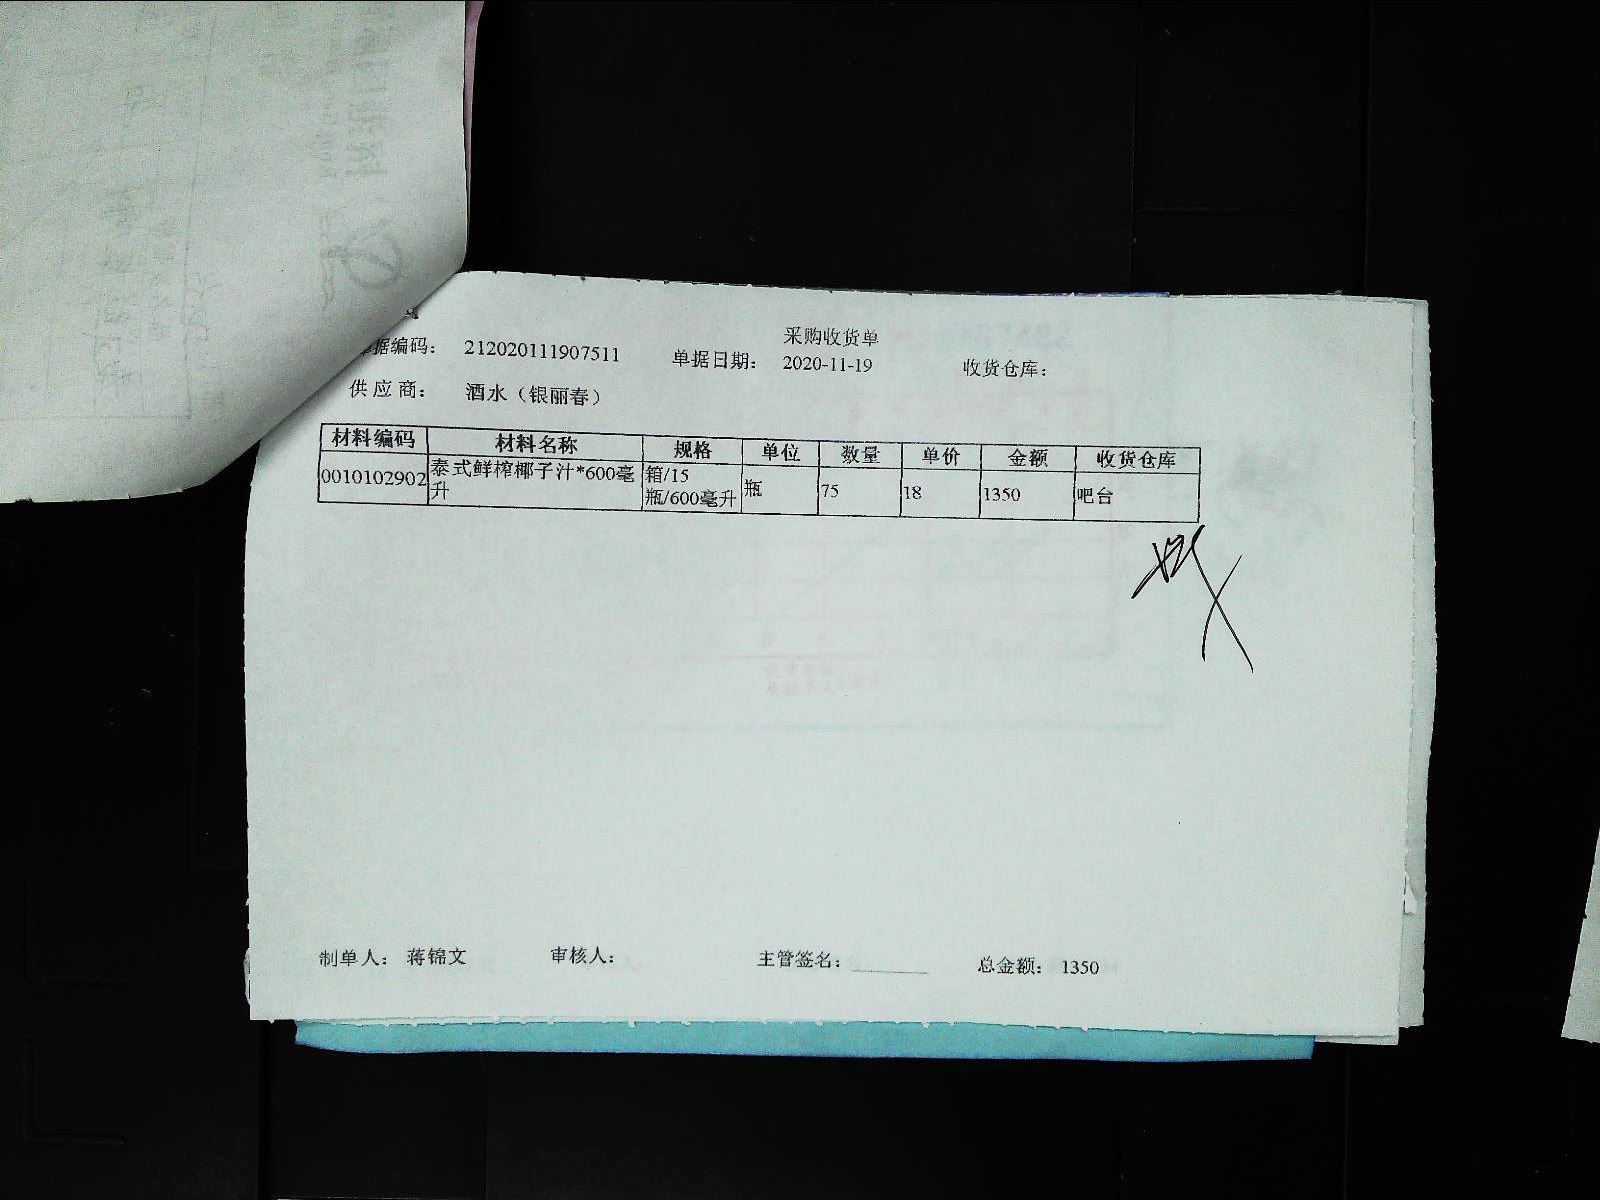 采购收货单
单据编码： 212020111907511 单据日期： 2020-11-19 收货仓库：
供应商： 酒水（银丽春）
材料编码 材料名称 规格 单位 数量 单价 金额 收货仓库
0010102902 泰式鲜榨椰子汁*600毫升 箱/15瓶/600毫升 瓶 75 18 1350 吧台
制单人： 蒋锦文 审核人： 主管签名： 总金额： 1350